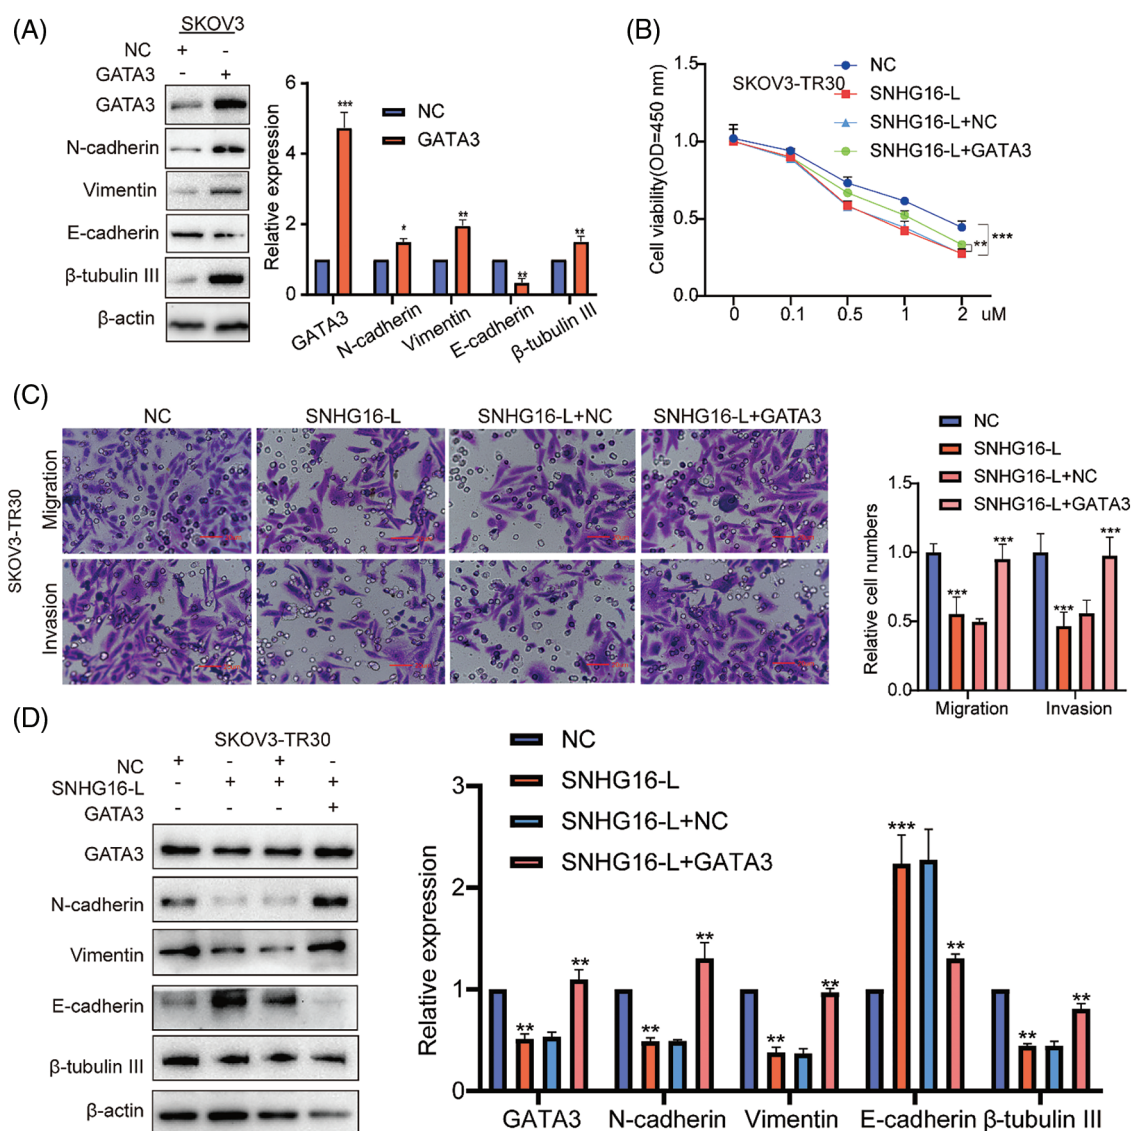 (A)
SKOV3
NC + -
GATA3 - +
GATA3
N-cadherin
Vimentin
E-cadherin
β-tubulin III
β-actin
Relative expression
6
4
2
0
NC
GATA3
***
*
**
**
**
GATA3
N-cadherin
Vimentin
E-cadherin
β-tubulin III
(B)
Cell viability(OD=450 nm)
1.5
1.0
0.5
0.0
SKOV3-TR30
NC
SNHG16-L
SNHG16-L+NC
SNHG16-L+GATA3
**
***
0 0.1 0.5 1 2 uM
(C)
NC SNHG16-L SNHG16-L+NC SNHG16-L+GATA3
SKOV3-TR30
Migration
Invasion
NC
SNHG16-L
SNHG16-L+NC
SNHG16-L+GATA3
Relative cell numbers
1.5
1.0
0.5
0.0
***
***
***
***
Migration Invasion
(D)
SKOV3-TR30
NC + - + -
SNHG16-L - + + +
GATA3 - - - +
GATA3
N-cadherin
Vimentin
E-cadherin
β-tubulin III
β-actin
NC
SNHG16-L
SNHG16-L+NC
SNHG16-L+GATA3
Relative expression
3
2
1
0
**
**
**
**
**
**
***
**
**
**
GATA3 N-cadherin Vimentin E-cadherin β-tubulin III